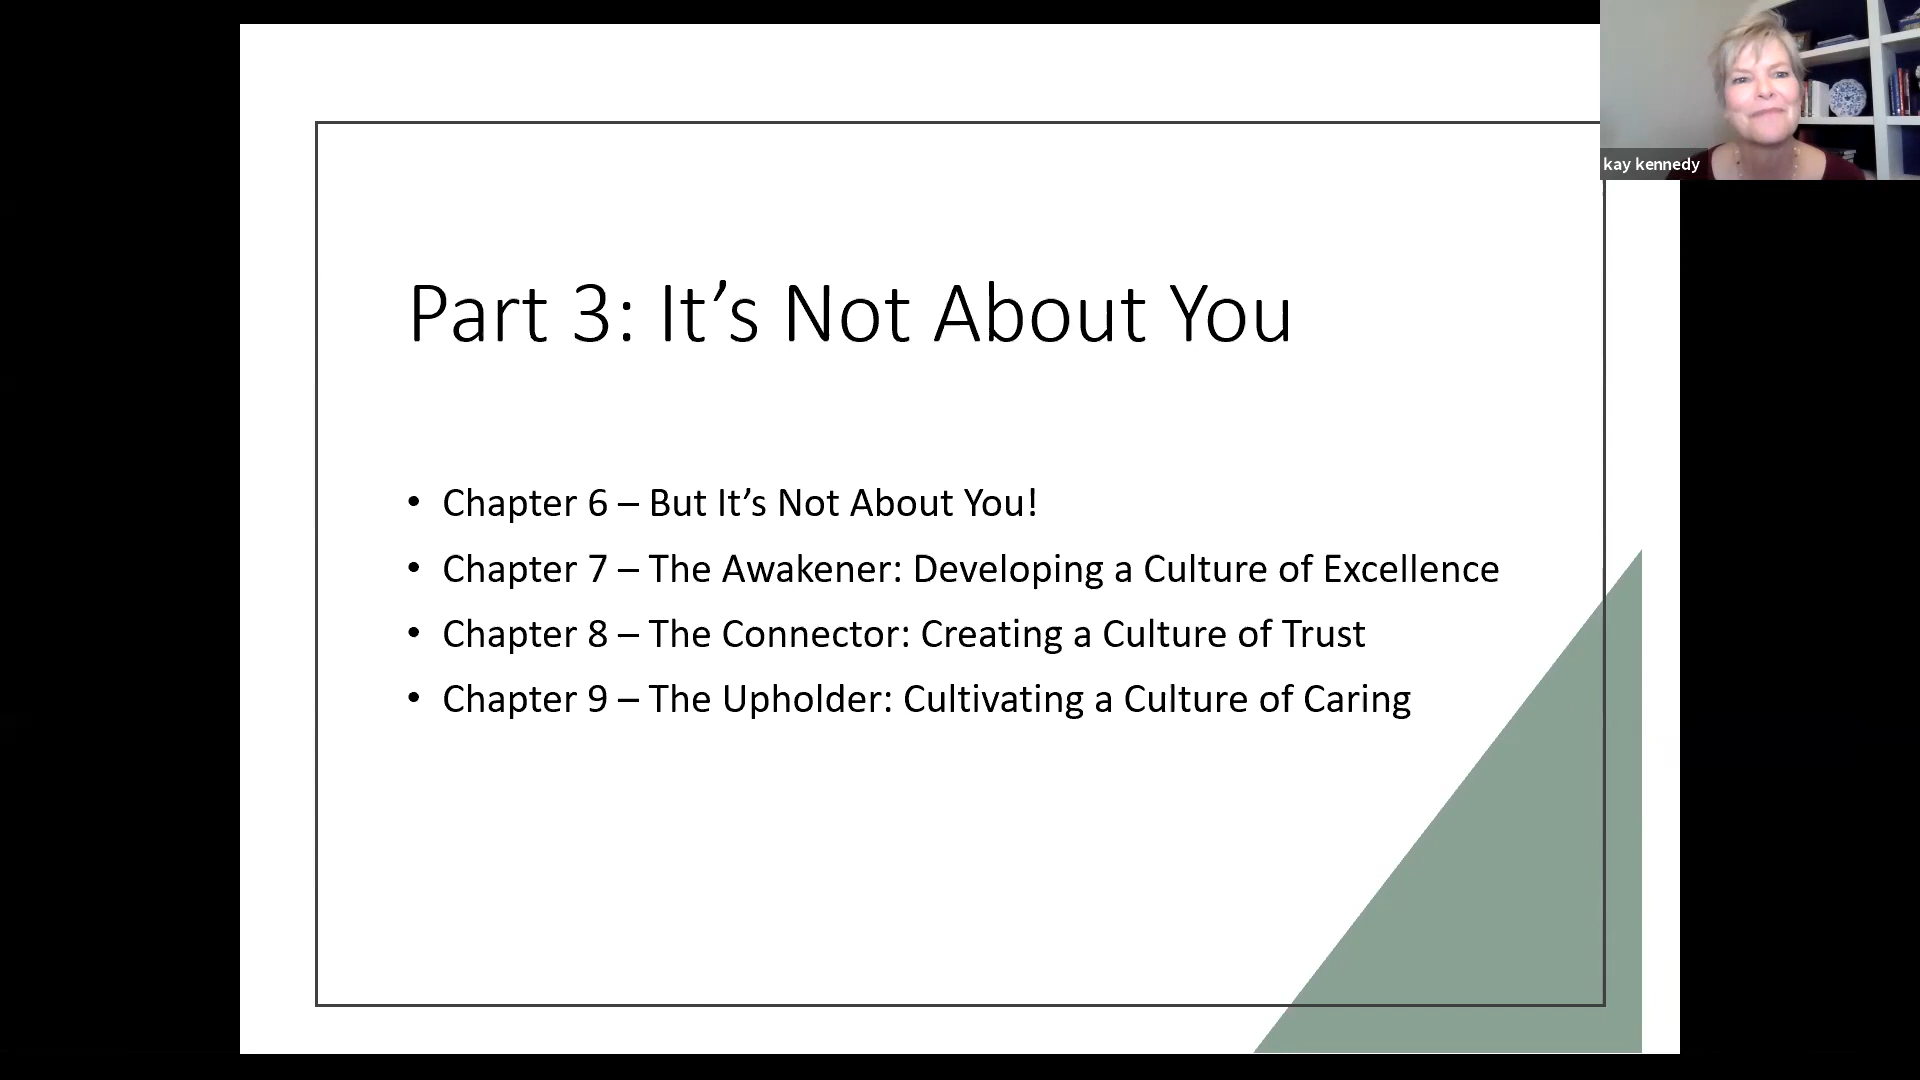 kay kennedy
Part 3: It’s Not About You
• Chapter 6 – But It’s Not About You!
• Chapter 7 – The Awakener: Developing a Culture of Excellence
• Chapter 8 – The Connector: Creating a Culture of Trust
• Chapter 9 – The Upholder: Cultivating a Culture of Caring